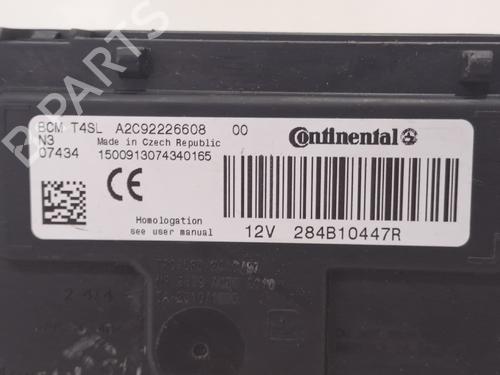 BCM T4SL A2C92226608 00
N3 Made in Czech Republic
07434 1500913074340165
Continental
CE
Homologation
see user manual
12V 284B10447R